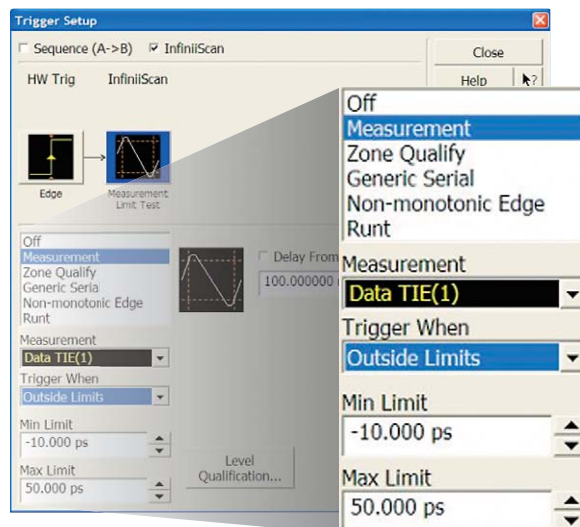 Trigger Setup
Sequence (A->B) InfiniiScan
Close
HW Trig InfiniiScan
Help
Edge
Measurement
Limit Test
Off
Measurement
Zone Qualify
Generic Serial
Non-monotonic Edge
Runt
Delay From
100.000000
Measurement
Data TIE(1)
Trigger When
Outside Limits
Min Limit
-10.000 ps
Max Limit
50.000 ps
Level
Qualification...
Off
Measurement
Zone Qualify
Generic Serial
Non-monotonic Edge
Runt
Measurement
Data TIE(1)
Trigger When
Outside Limits
Min Limit
-10.000 ps
Max Limit
50.000 ps